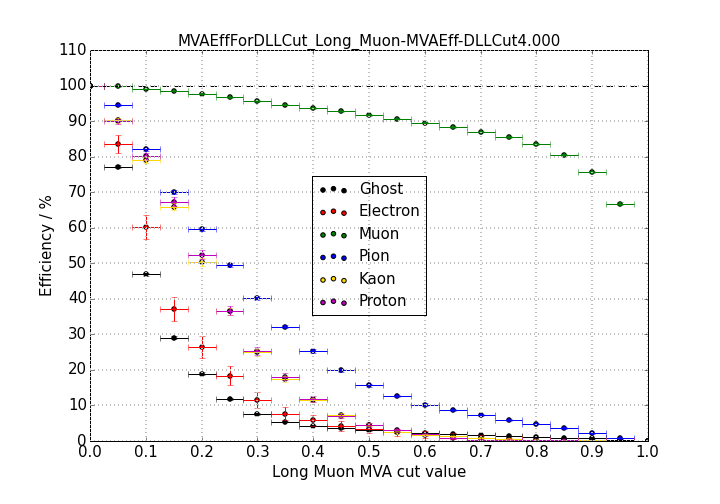 MVAEffForDLLCut_Long_Muon-MVAEff-DLLCut4.000
110
100
90
80
70
60
50
40
30
20
10
0
Efficiency / %
Ghost
Electron
Muon
Pion
Kaon
Proton
0.0 0.1 0.2 0.3 0.4 0.5 0.6 0.7 0.8 0.9 1.0
Long Muon MVA cut value